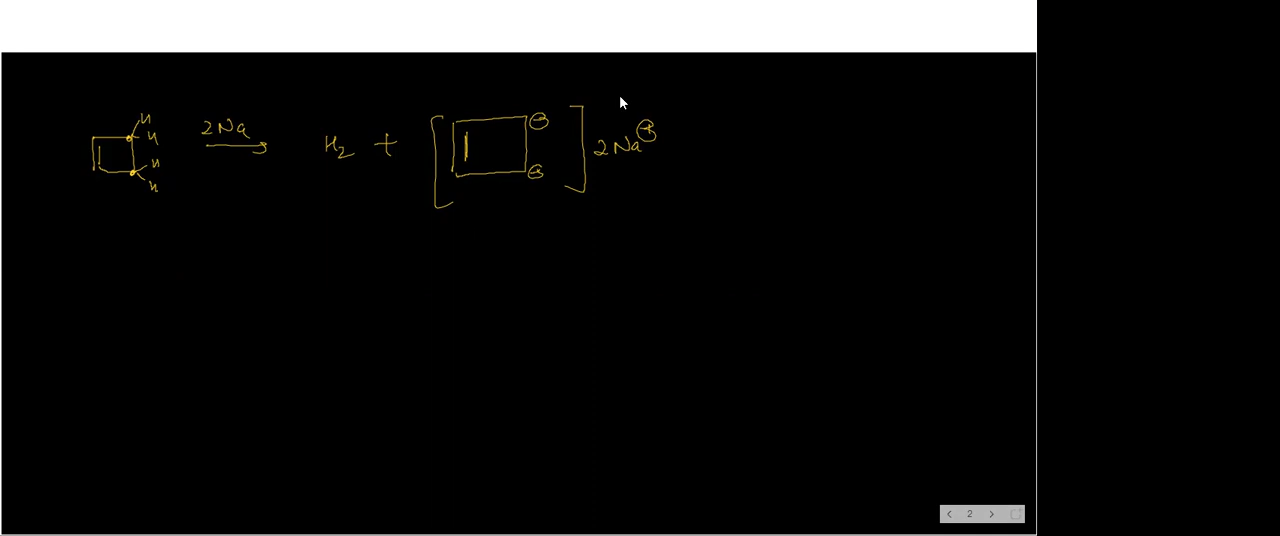 H
H
H
H
2Na
H₂ + [ ⊖ ⊖ ] 2Na⊕
2